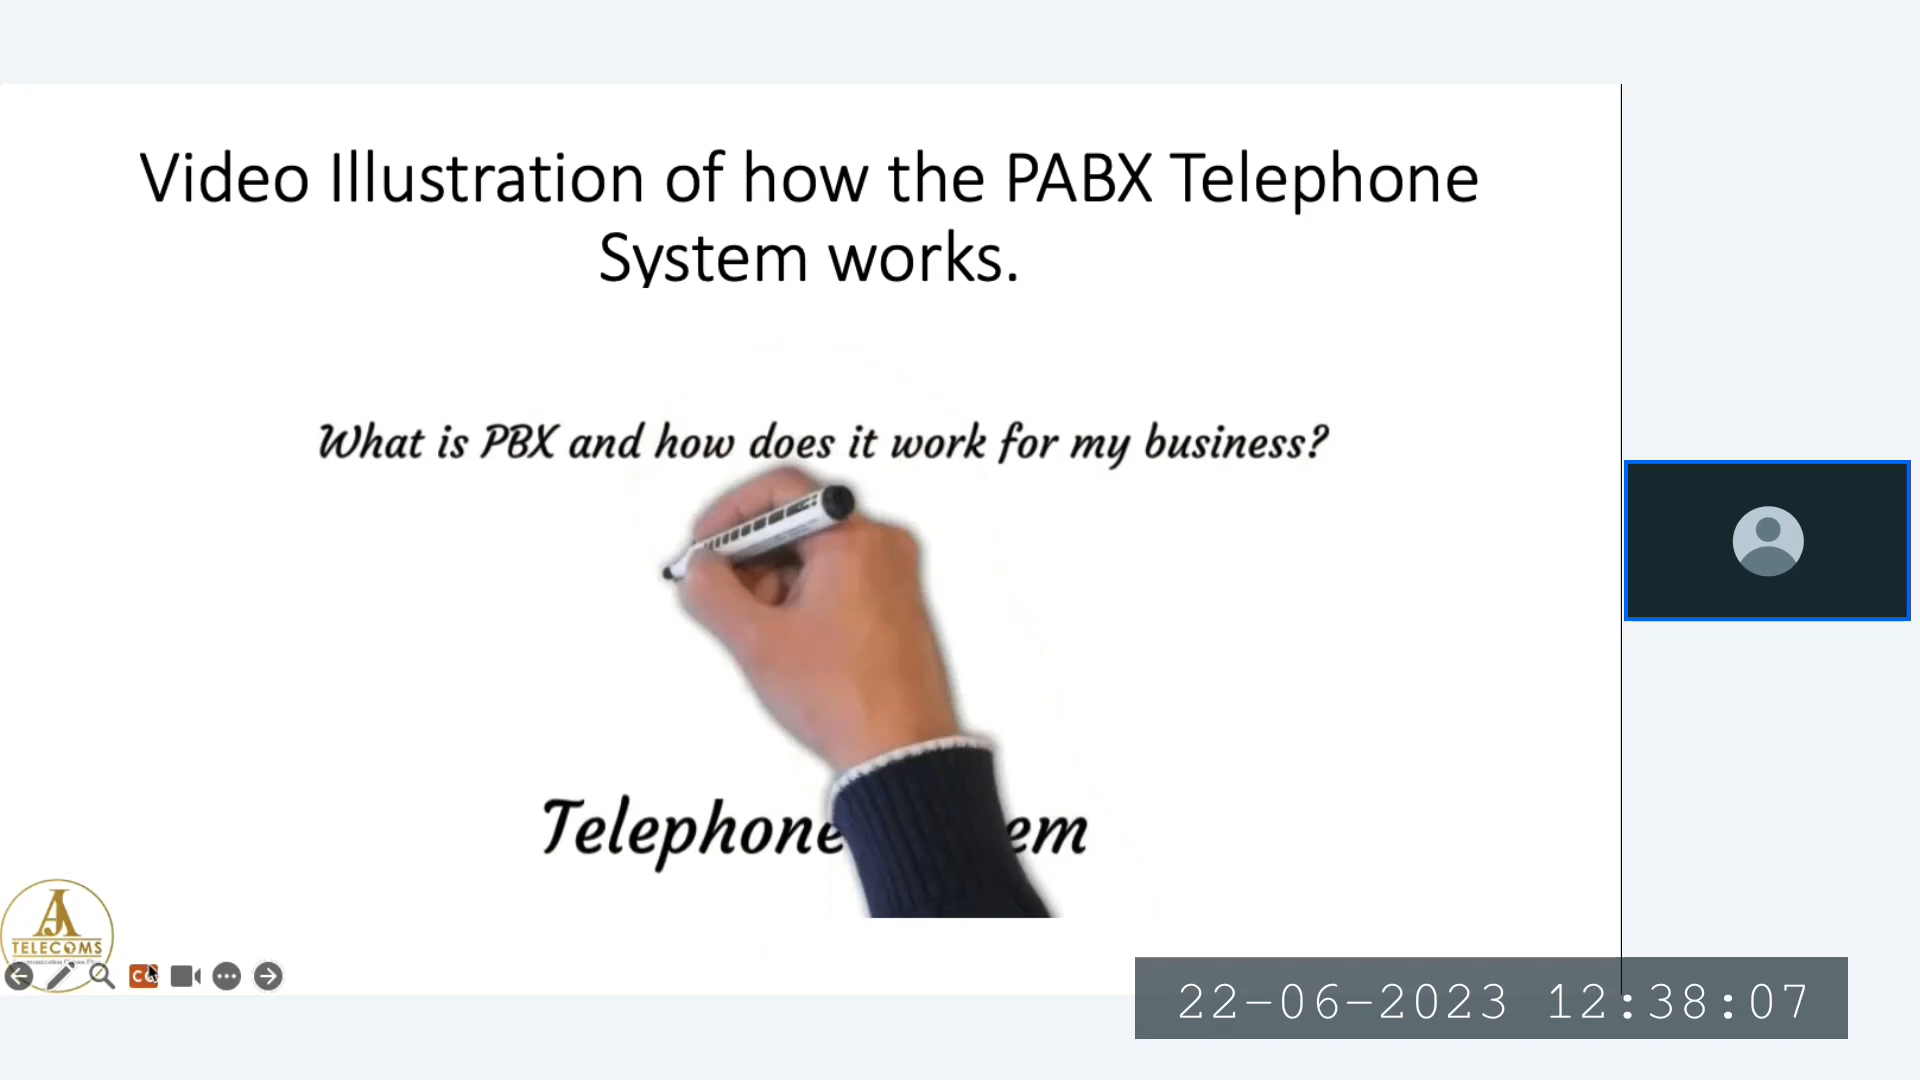 Video Illustration of how the PABX Telephone
System works.
What is PBX and how does it work for my business?
Telephone em
AJ
TELECOMS
22-06-2023 12:38:07